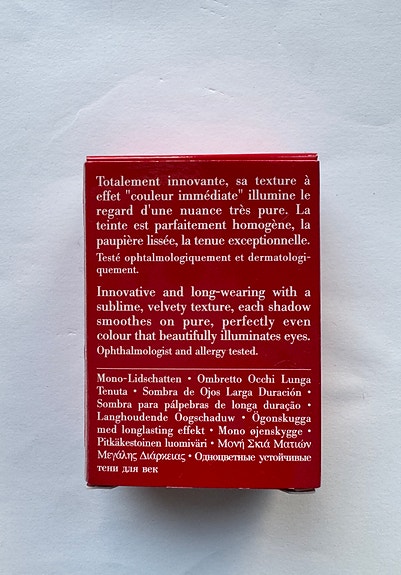 Totalement innovante, sa texture à
effet "couleur immédiate" illumine le
regard d'une nuance très pure. La
teinte est parfaitement homogène, la
paupière lissée, la tenue exceptionnelle.
Testé ophtalmologiquement et dermatologi-
quement.
Innovative and long-wearing with a
sublime, velvety texture, each shadow
smoothes on pure, perfectly even
colour that beautifully illuminates eyes.
Ophthalmologist and allergy tested.
Mono-Lidschatten • Ombretto Occhi Lunga
Tenuta • Sombra de Ojos Larga Duración •
Sombra para pálpebras de longa duração •
Langhoudende Oogschaduw • Ögonskugga
med longlasting effekt • Mono øjenskygge •
Pitkäkestoinen luomiväri • Μονή Σκιά Ματιών
Μεγάλης Διάρκειας • Одноцветные устойчивые
тени для век